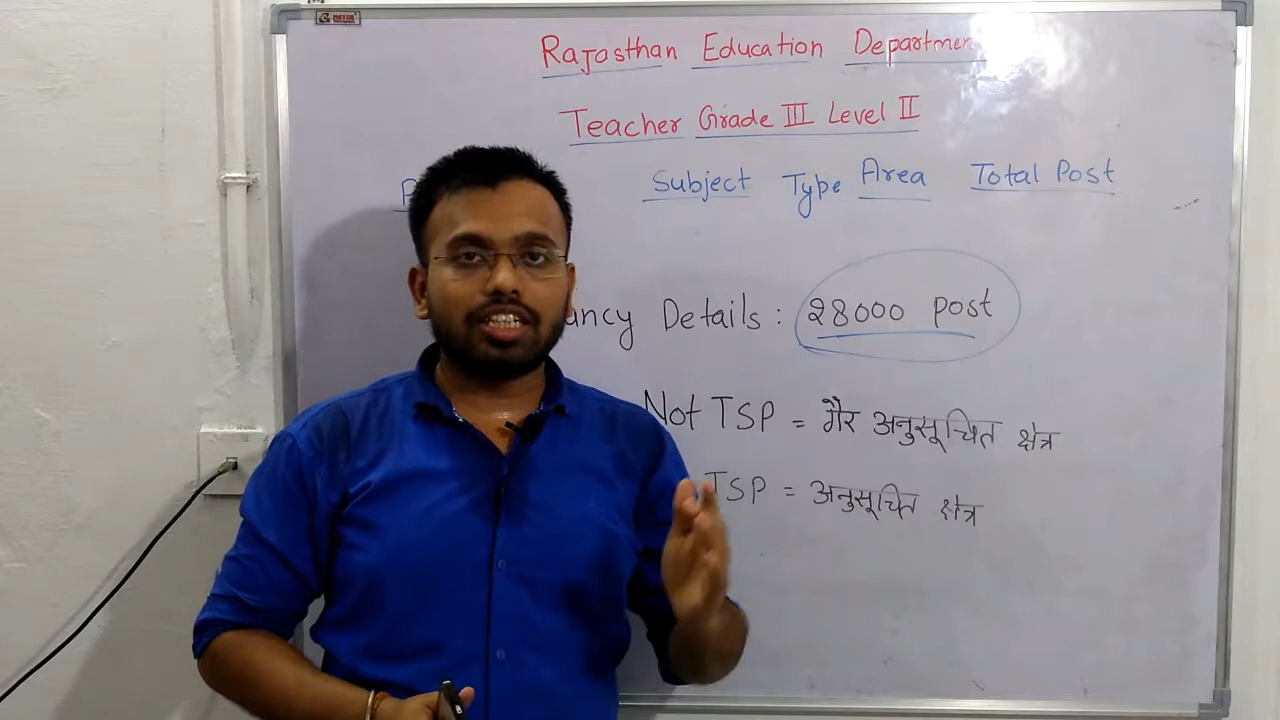 Rajasthan Education Departmen
Teacher Grade III Level II
Subject Type Area Total Post
ancy Details : 28000 post
Not TSP = गैर अनुसूचित क्षेत्र
TSP = अनुसूचित क्षेत्र